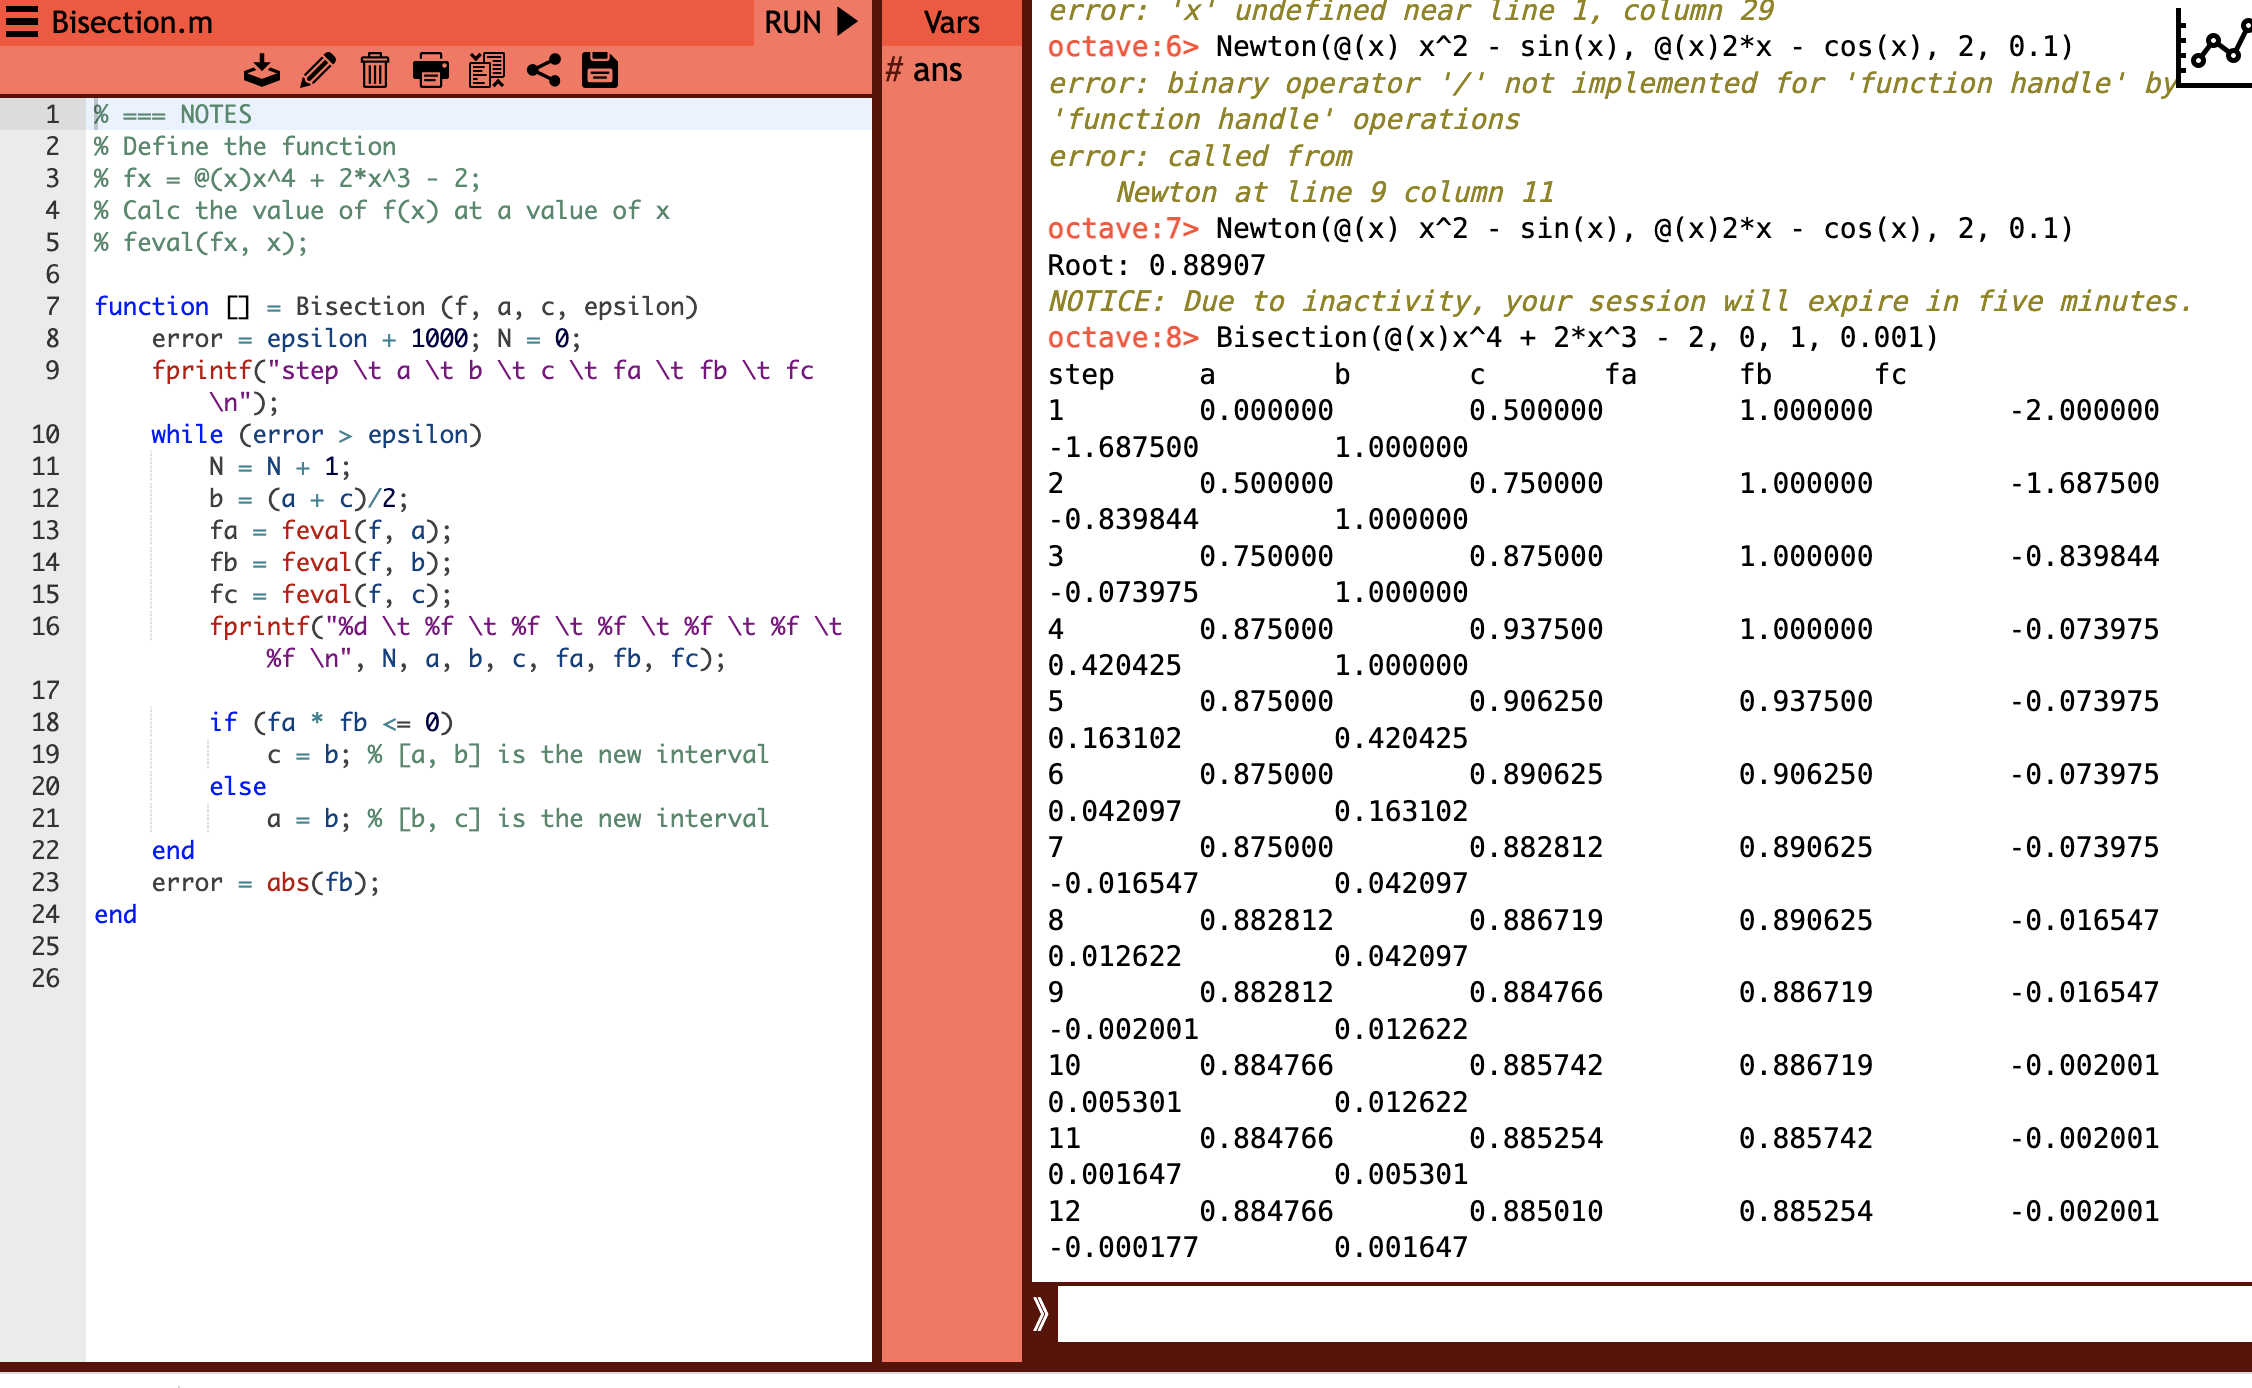 Bisection.m
RUN
1 % === NOTES
2 % Define the function
3 % fx = @(x)x^4 + 2*x^3 - 2;
4 % Calc the value of f(x) at a value of x
5 % feval(fx, x);
6
7 function [] = Bisection (f, a, c, epsilon)
8 error = epsilon + 1000; N = 0;
9 fprintf("step \t a \t b \t c \t fa \t fb \t fc
\n");
10 while (error > epsilon)
11 N = N + 1;
12 b = (a + c)/2;
13 fa = feval(f, a);
14 fb = feval(f, b);
15 fc = feval(f, c);
16 fprintf("%d \t %f \t %f \t %f \t %f \t %f \t
%f \n", N, a, b, c, fa, fb, fc);
17
18 if (fa * fb <= 0)
19 c = b; % [a, b] is the new interval
20 else
21 a = b; % [b, c] is the new interval
22 end
23 error = abs(fb);
24 end
25
26
Vars
# ans
error: 'x' undefined near line 1, column 29
octave:6> Newton(@(x) x^2 - sin(x), @(x)2*x - cos(x), 2, 0.1)
error: binary operator '/' not implemented for 'function handle' by
'function handle' operations
error: called from
Newton at line 9 column 11
octave:7> Newton(@(x) x^2 - sin(x), @(x)2*x - cos(x), 2, 0.1)
Root: 0.88907
NOTICE: Due to inactivity, your session will expire in five minutes.
octave:8> Bisection(@(x)x^4 + 2*x^3 - 2, 0, 1, 0.001)
step a b c fa fb fc
1 0.000000 0.500000 1.000000 -2.000000
-1.687500 1.000000
2 0.500000 0.750000 1.000000 -1.687500
-0.839844 1.000000
3 0.750000 0.875000 1.000000 -0.839844
-0.073975 1.000000
4 0.875000 0.937500 1.000000 -0.073975
0.420425 1.000000
5 0.875000 0.906250 0.937500 -0.073975
0.163102 0.420425
6 0.875000 0.890625 0.906250 -0.073975
0.042097 0.163102
7 0.875000 0.882812 0.890625 -0.073975
-0.016547 0.042097
8 0.882812 0.886719 0.890625 -0.016547
0.012622 0.042097
9 0.882812 0.884766 0.886719 -0.016547
-0.002001 0.012622
10 0.884766 0.885742 0.886719 -0.002001
0.005301 0.012622
11 0.884766 0.885254 0.885742 -0.002001
0.001647 0.005301
12 0.884766 0.885010 0.885254 -0.002001
-0.000177 0.001647